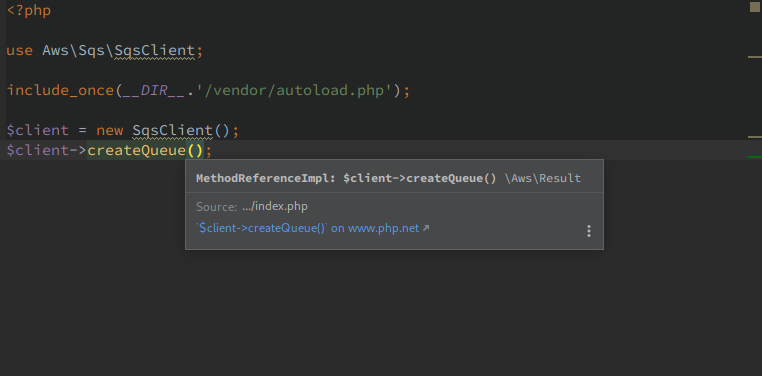 <?php
use Aws\Sqs\SqsClient;
include_once(__DIR__.'/vendor/autoload.php');
$client = new SqsClient();
$client->createQueue();
MethodReferenceImpl: $client->createQueue() \Aws\Result
Source: .../index.php
`$client->createQueue()` on www.php.net↗